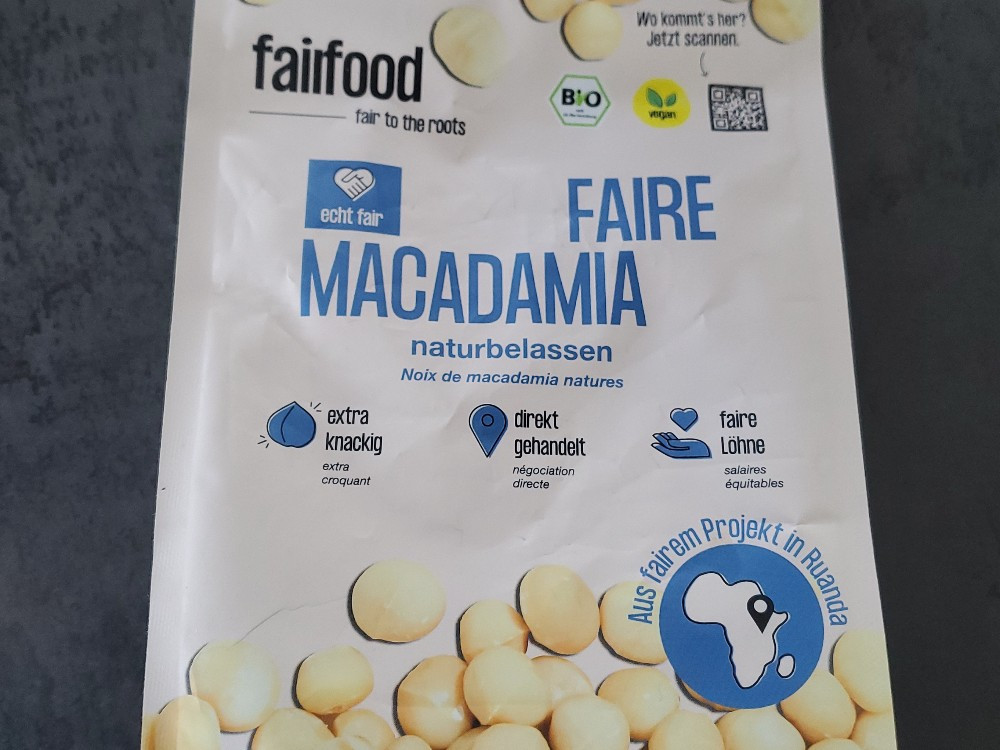 Wo kommt's her?
Jetzt scannen.
fairfood
fair to the roots
BIO
vegan
echt fair
FAIRE
MACADAMIA
naturbelassen
Noix de macadamia natures
extra
knackig
extra
croquant
direkt
gehandelt
négociation
directe
faire
Löhne
salaires
équitables
Aus fairem Projekt in Ruanda